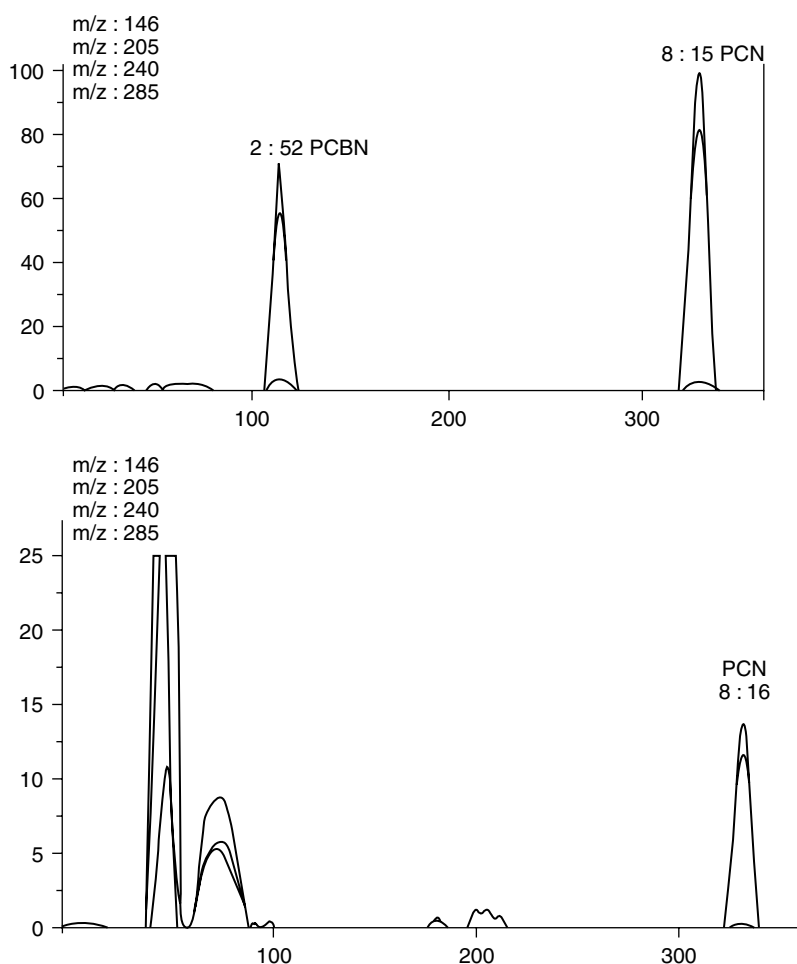 m/z : 146
m/z : 205
m/z : 240
m/z : 285
8 : 15 PCN
2 : 52 PCBN
100
80
60
40
20
0
100 200 300
m/z : 146
m/z : 205
m/z : 240
m/z : 285
25
20
15
10
5
0
PCN
8 : 16
100 200 300